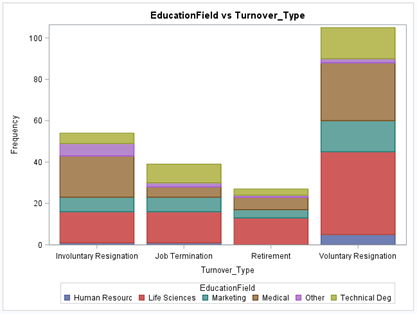 EducationField vs Turnover_Type
100
80
60
40
20
0
Frequency
Involuntary Resignation Job Termination Retirement Voluntary Resignation
Turnover_Type
EducationField
Human Resourc Life Sciences Marketing Medical Other Technical Deg